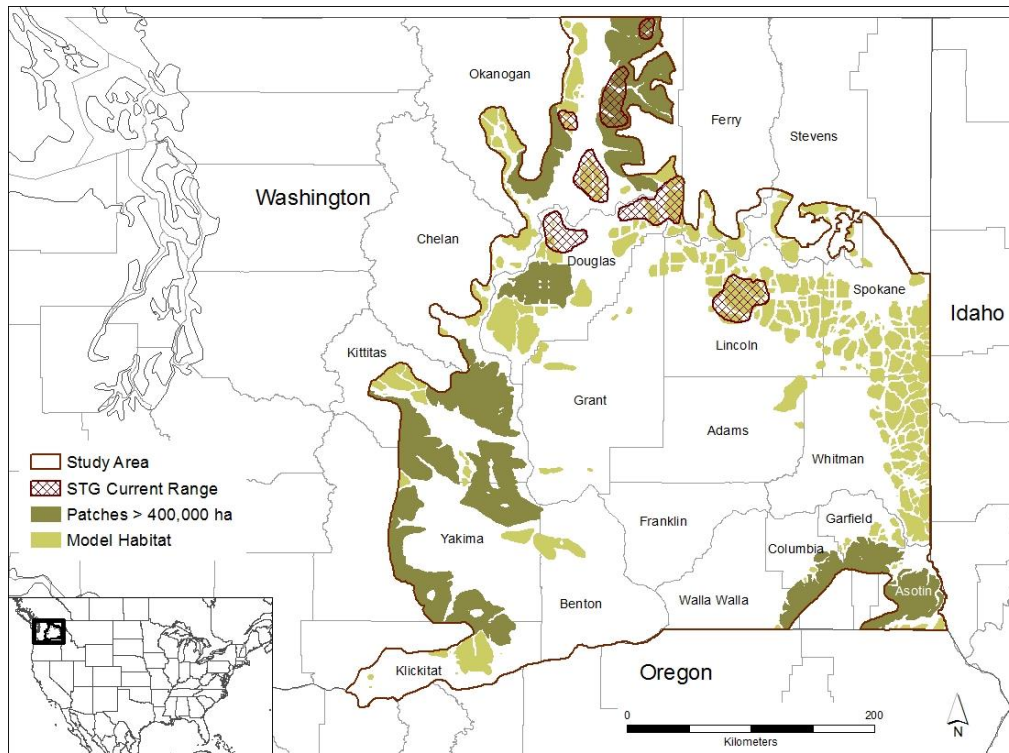 Okanogan
Ferry
Stevens
Washington
Chelan
Douglas
Spokane
Idaho
Lincoln
Kittitas
Grant
Adams
Whitman
Study Area
STG Current Range
Patches > 400,000 ha
Model Habitat
Franklin
Garfield
Yakima
Columbia
Asotin
Benton
Walla Walla
Klickitat
Oregon
0
200
Kilometers
N